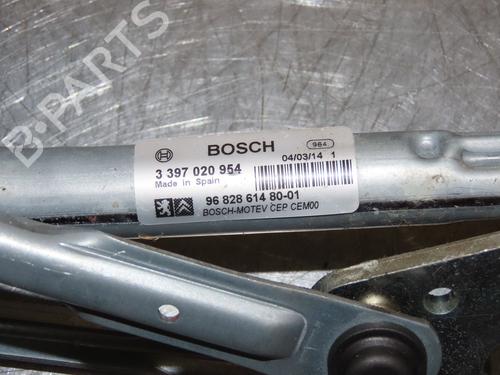 B-PARTS
BOSCH
984
3 397 020 954
04/03/14 1
Made in Spain
96 828 614 80-01
BOSCH-MOTEV CEP CEM00